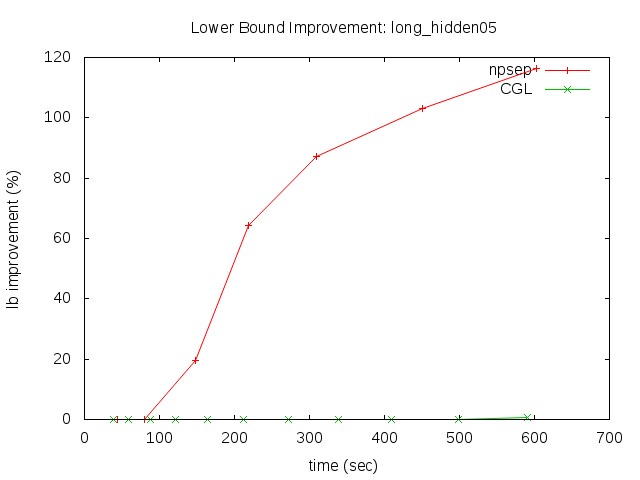 Lower Bound Improvement: long_hidden05
120
100
80
60
40
20
0
lb improvement (%)
npsep
CGL
0 100 200 300 400 500 600 700
time (sec)